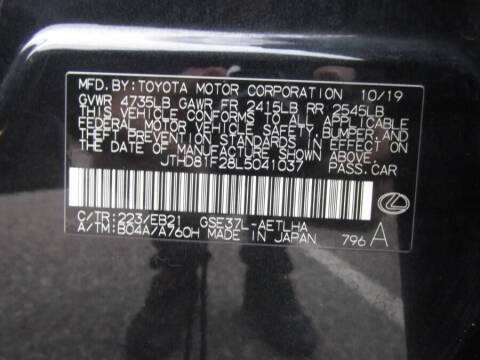 MFD. BY: TOYOTA MOTOR CORPORATION 10/19
GVWR 4735LB GAWR FR 2415LB RR 2545LB
THIS VEHICLE CONFORMS TO ALL APPLICABLE
FEDERAL MOTOR VEHICLE SAFETY, BUMPER, AND
THEFT PREVENTION STANDARDS IN EFFECT ON
THE DATE OF MANUFACTURE SHOWN ABOVE.
JTHD81F28L5041037 PASS.CAR
C/TR: 223/EB21 GSE37L-AETLHA
A/TM: B04A/A760H MADE IN JAPAN 796 A